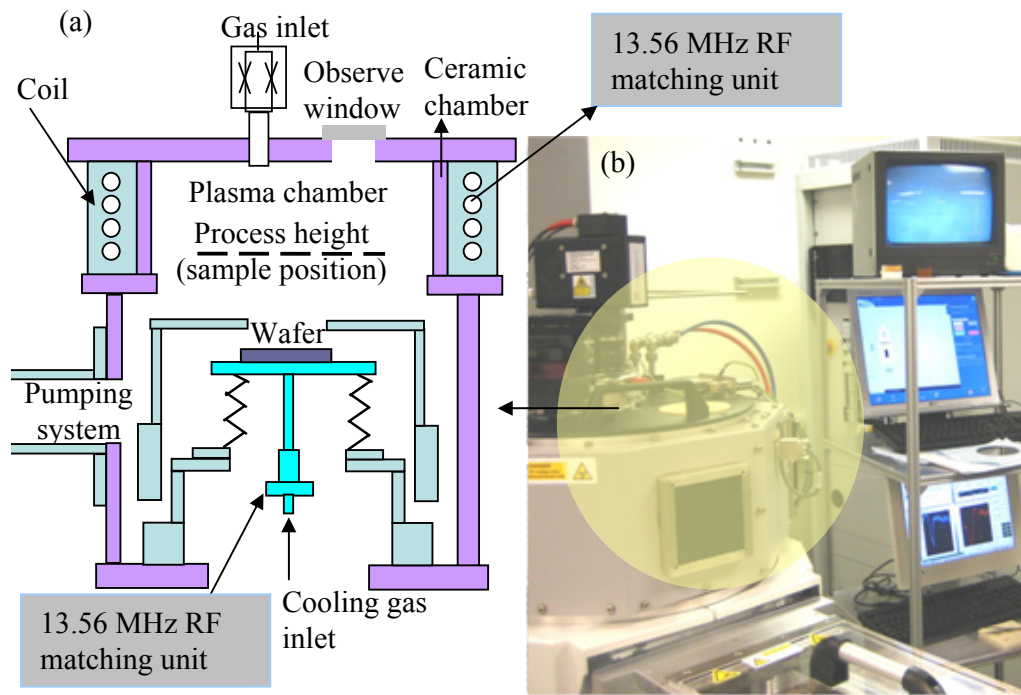 (a)
Gas inlet
Observe
window
Ceramic
chamber
13.56 MHz RF
matching unit
Coil
(b)
Plasma chamber
Process height
(sample position)
Wafer
Pumping
system
Cooling gas
inlet
13.56 MHz RF
matching unit